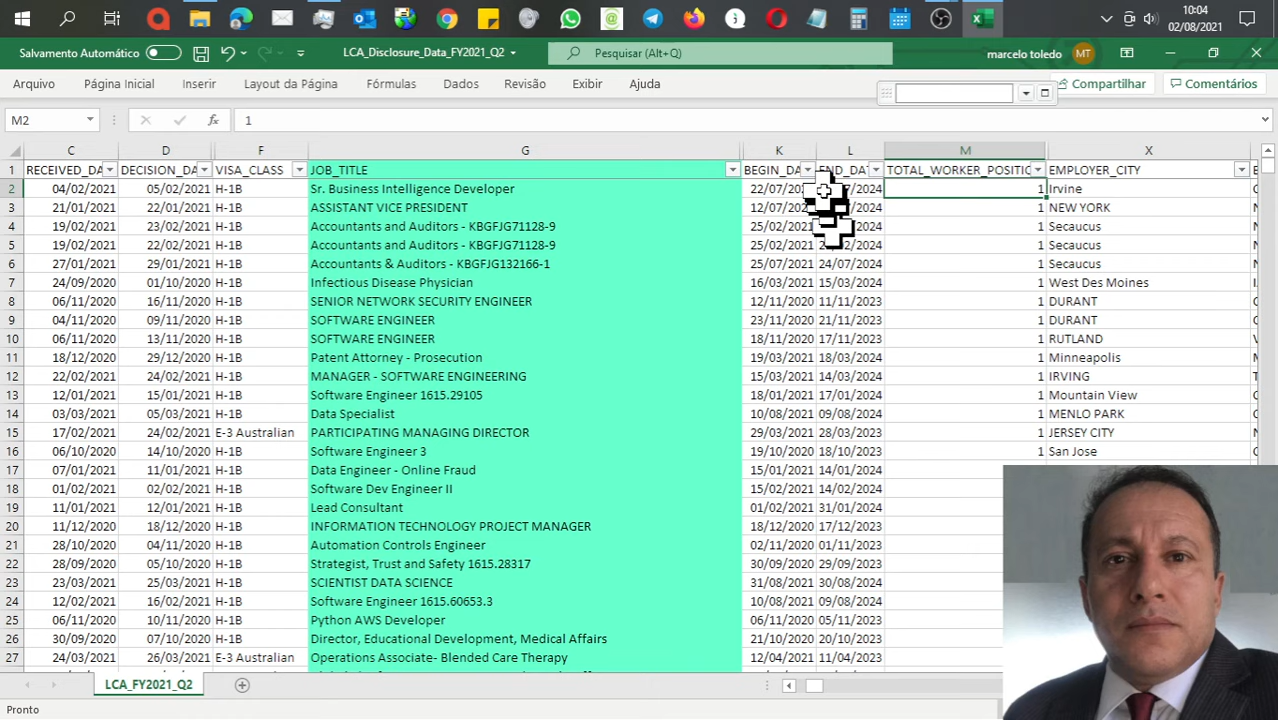 10:04
02/08/2021
Salvamento Automático
LCA_Disclosure_Data_FY2021_Q2
Pesquisar (Alt+Q)
marcelo toledo
MT
Arquivo Página Inicial Inserir Layout da Página Fórmulas Dados Revisão Exibir Ajuda Compartilhar Comentários
M2 fx 1
C D F G K L M X
1 RECEIVED_DA DECISION_DA VISA_CLASS JOB_TITLE BEGIN_DA END_DAT TOTAL_WORKER_POSITIO EMPLOYER_CITY
2 04/02/2021 05/02/2021 H-1B Sr. Business Intelligence Developer 1 Irvine
3 21/01/2021 22/01/2021 H-1B ASSISTANT VICE PRESIDENT 1 NEW YORK
4 19/02/2021 23/02/2021 H-1B Accountants and Auditors - KBGFJG71128-9 1 Secaucus
5 19/02/2021 22/02/2021 H-1B Accountants and Auditors - KBGFJG71128-9 1 Secaucus
6 27/01/2021 29/01/2021 H-1B Accountants & Auditors - KBGFJG132166-1 25/07/2021 24/07/2024 1 Secaucus
7 24/09/2020 01/10/2020 H-1B Infectious Disease Physician 16/03/2021 15/03/2024 1 West Des Moines
8 06/11/2020 16/11/2020 H-1B SENIOR NETWORK SECURITY ENGINEER 12/11/2020 11/11/2023 1 DURANT
9 04/11/2020 09/11/2020 H-1B SOFTWARE ENGINEER 23/11/2020 21/11/2023 1 DURANT
10 06/11/2020 13/11/2020 H-1B SOFTWARE ENGINEER 18/11/2020 17/11/2023 1 RUTLAND
11 18/12/2020 29/12/2020 H-1B Patent Attorney - Prosecution 19/03/2021 18/03/2024 1 Minneapolis
12 22/02/2021 24/02/2021 H-1B MANAGER - SOFTWARE ENGINEERING 15/03/2021 14/03/2024 1 IRVING
13 12/01/2021 15/01/2021 H-1B Software Engineer 1615.29105 18/01/2021 17/01/2024 1 Mountain View
14 03/03/2021 05/03/2021 H-1B Data Specialist 10/08/2021 09/08/2024 1 MENLO PARK
15 17/02/2021 24/02/2021 E-3 Australian PARTICIPATING MANAGING DIRECTOR 29/03/2021 28/03/2023 1 JERSEY CITY
16 06/10/2020 14/10/2020 H-1B Software Engineer 3 19/10/2020 18/10/2023 1 San Jose
17 07/01/2021 11/01/2021 H-1B Data Engineer - Online Fraud 15/01/2021 14/01/2024
18 01/02/2021 02/02/2021 H-1B Software Dev Engineer II 15/02/2021 14/02/2024
19 11/01/2021 12/01/2021 H-1B Lead Consultant 01/02/2021 31/01/2024
20 11/12/2020 18/12/2020 H-1B INFORMATION TECHNOLOGY PROJECT MANAGER 18/12/2020 17/12/2023
21 28/10/2020 04/11/2020 H-1B Automation Controls Engineer 02/11/2020 01/11/2023
22 28/09/2020 05/10/2020 H-1B Strategist, Trust and Safety 1615.28317 30/09/2020 29/09/2023
23 23/03/2021 25/03/2021 H-1B SCIENTIST DATA SCIENCE 31/08/2021 30/08/2024
24 12/02/2021 16/02/2021 H-1B Software Engineer 1615.60653.3 10/08/2021 09/08/2024
25 06/11/2020 10/11/2020 H-1B Python AWS Developer 06/11/2020 05/11/2023
26 30/09/2020 07/10/2020 H-1B Director, Educational Development, Medical Affairs 21/10/2020 20/10/2023
27 24/03/2021 26/03/2021 E-3 Australian Operations Associate- Blended Care Therapy 12/04/2021 11/04/2023
LCA_FY2021_Q2
Pronto